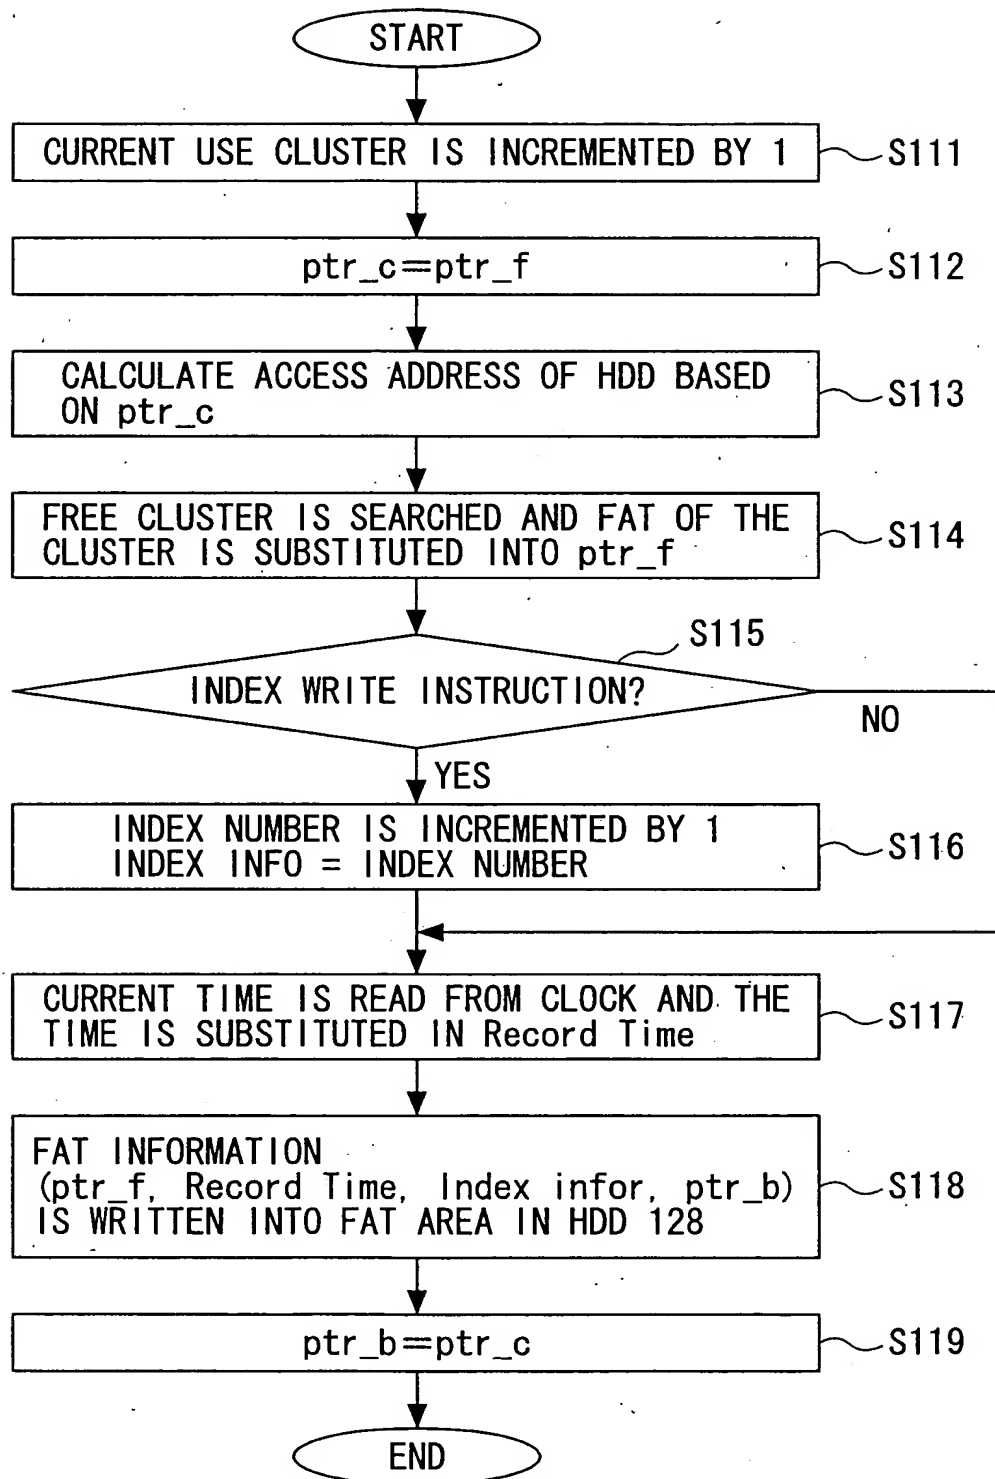 START
CURRENT USE CLUSTER IS INCREMENTED BY 1
S111
ptr_c=ptr_f
S112
CALCULATE ACCESS ADDRESS OF HDD BASED
ON ptr_c
S113
FREE CLUSTER IS SEARCHED AND FAT OF THE
CLUSTER IS SUBSTITUTED INTO ptr_f
S114
S115
INDEX WRITE INSTRUCTION?
NO
YES
INDEX NUMBER IS INCREMENTED BY 1
INDEX INFO = INDEX NUMBER
S116
CURRENT TIME IS READ FROM CLOCK AND THE
TIME IS SUBSTITUTED IN Record Time
S117
FAT INFORMATION
(ptr_f, Record Time, Index infor, ptr_b)
IS WRITTEN INTO FAT AREA IN HDD 128
S118
ptr_b=ptr_c
S119
END